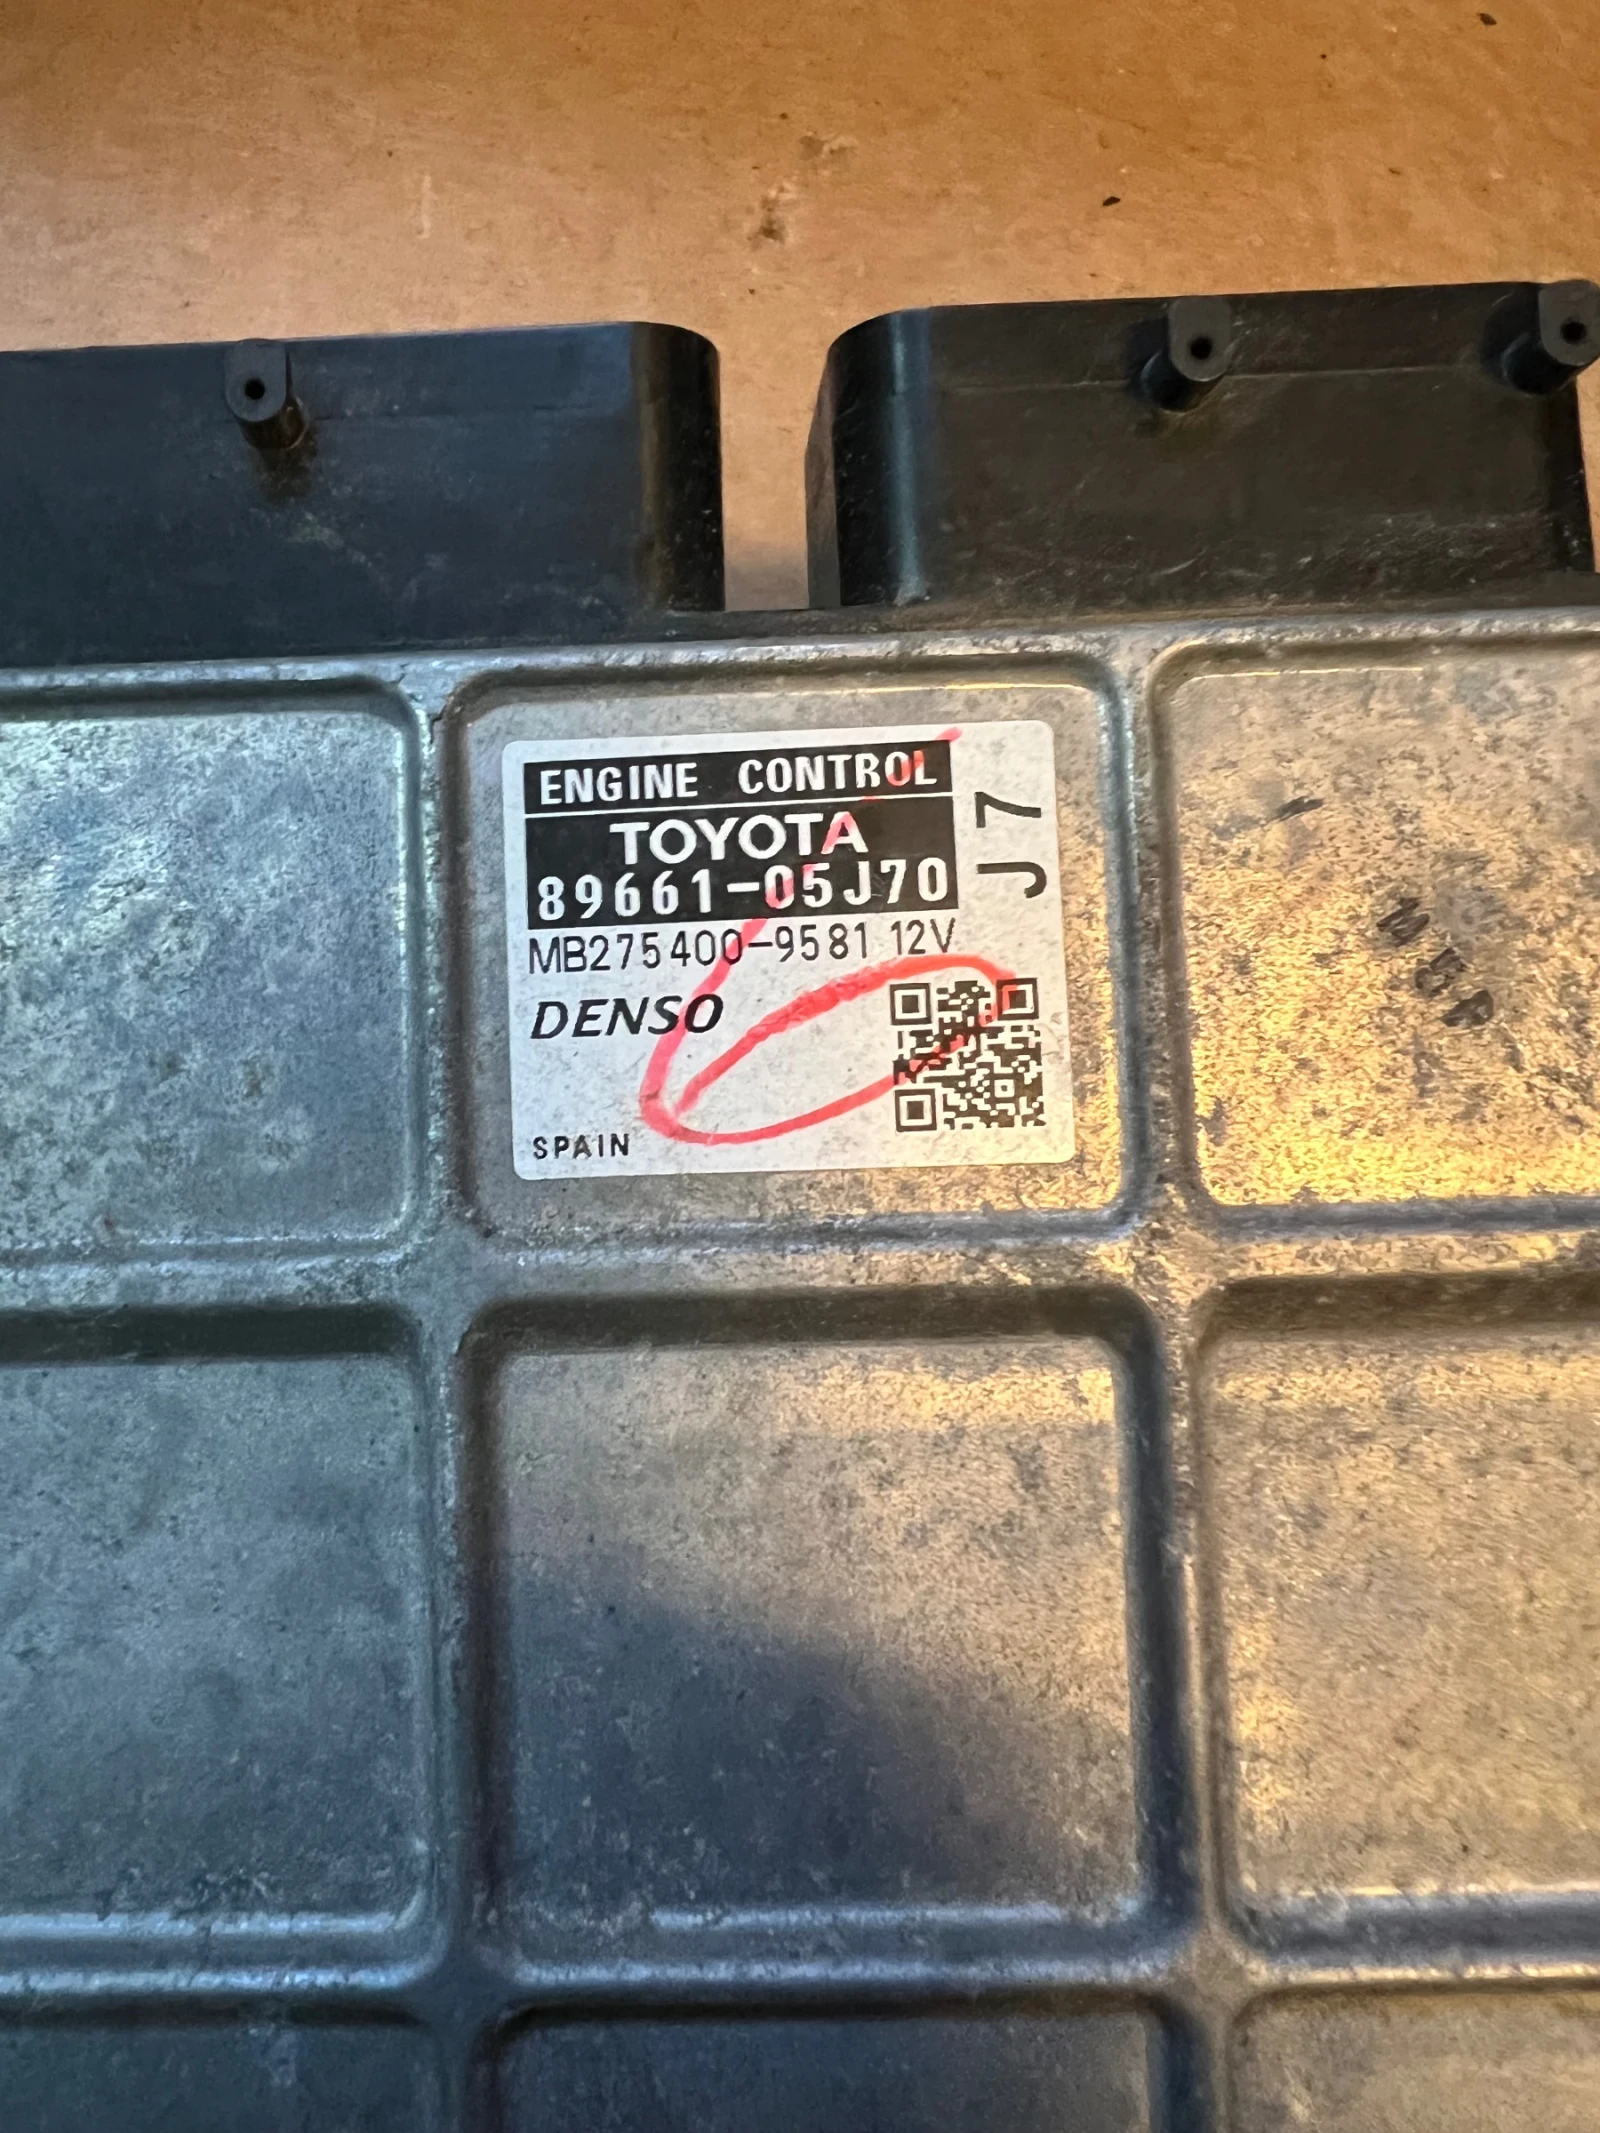 ENGINE CONTROL
TOYOTA
89661-05J70
J7
MB275400-9581 12V
DENSO
SPAIN